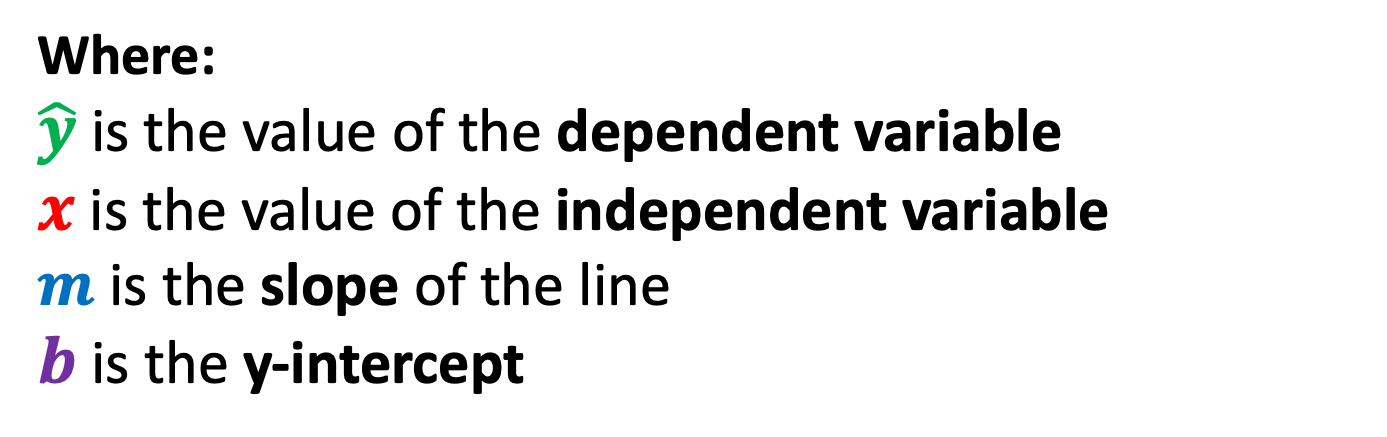 Where:
ŷ is the value of the dependent variable
x is the value of the independent variable
m is the slope of the line
b is the y-intercept